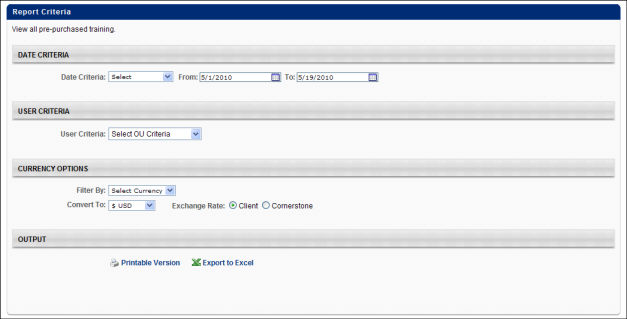 Report Criteria
View all pre-purchased training.
DATE CRITERIA
Date Criteria: Select From: 5/1/2010 To: 5/19/2010
USER CRITERIA
User Criteria: Select OU Criteria
CURRENCY OPTIONS
Filter By: Select Currency
Convert To: $ USD Exchange Rate: Client Cornerstone
OUTPUT
Printable Version Export to Excel